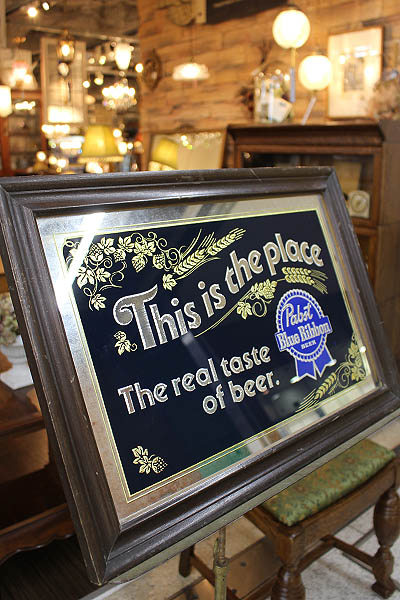 This is the place
The real taste
of beer.
Pabst
Blue Ribbon
BEER